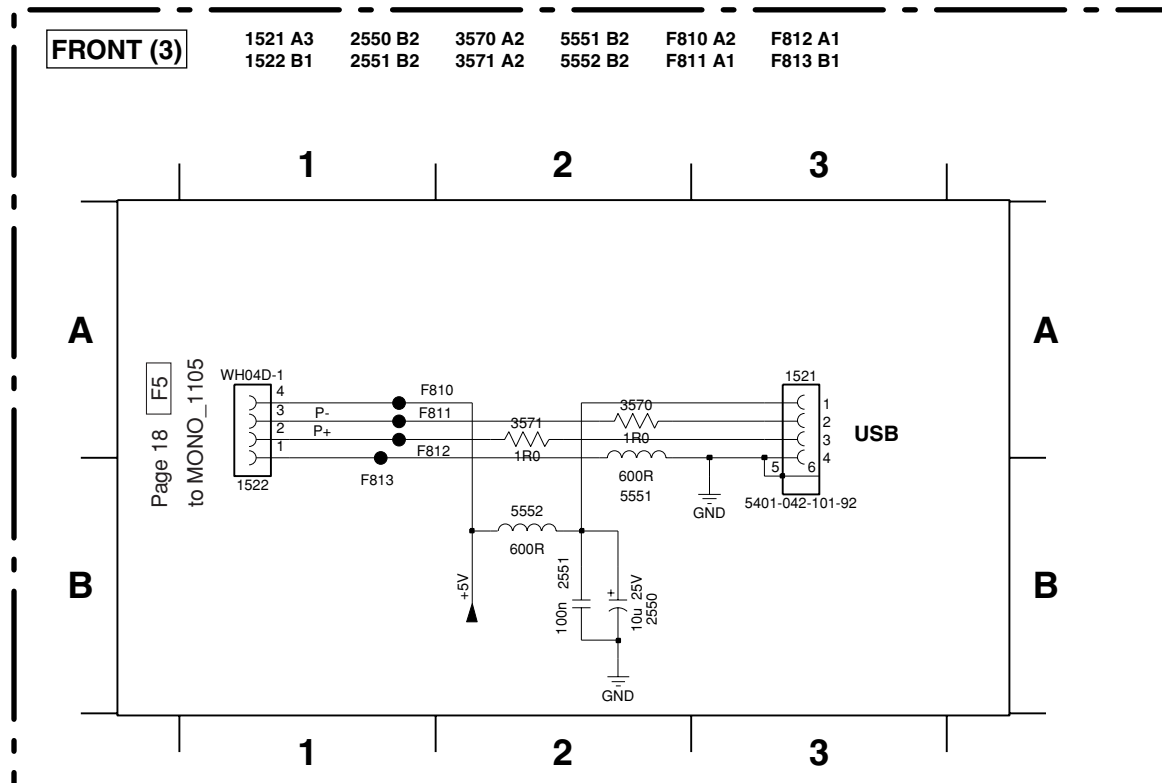 FRONT (3)
1521 A3 2550 B2 3570 A2 5551 B2 F810 A2 F812 A1
1522 B1 2551 B2 3571 A2 5552 B2 F811 A1 F813 B1
1 2 3
A A
Page 18 F5
to MONO_1105
WH04D-1
4
3
2
1
1522
P-
P+
F810
F811
F812
F813
3571
1R0
3570
1R0
600R
5551
GND
1521
1
2
3
4
5 6
USB
5401-042-101-92
5552
600R
B B
+5V
100n 2551
+
10u 25V
2550
GND
1 2 3